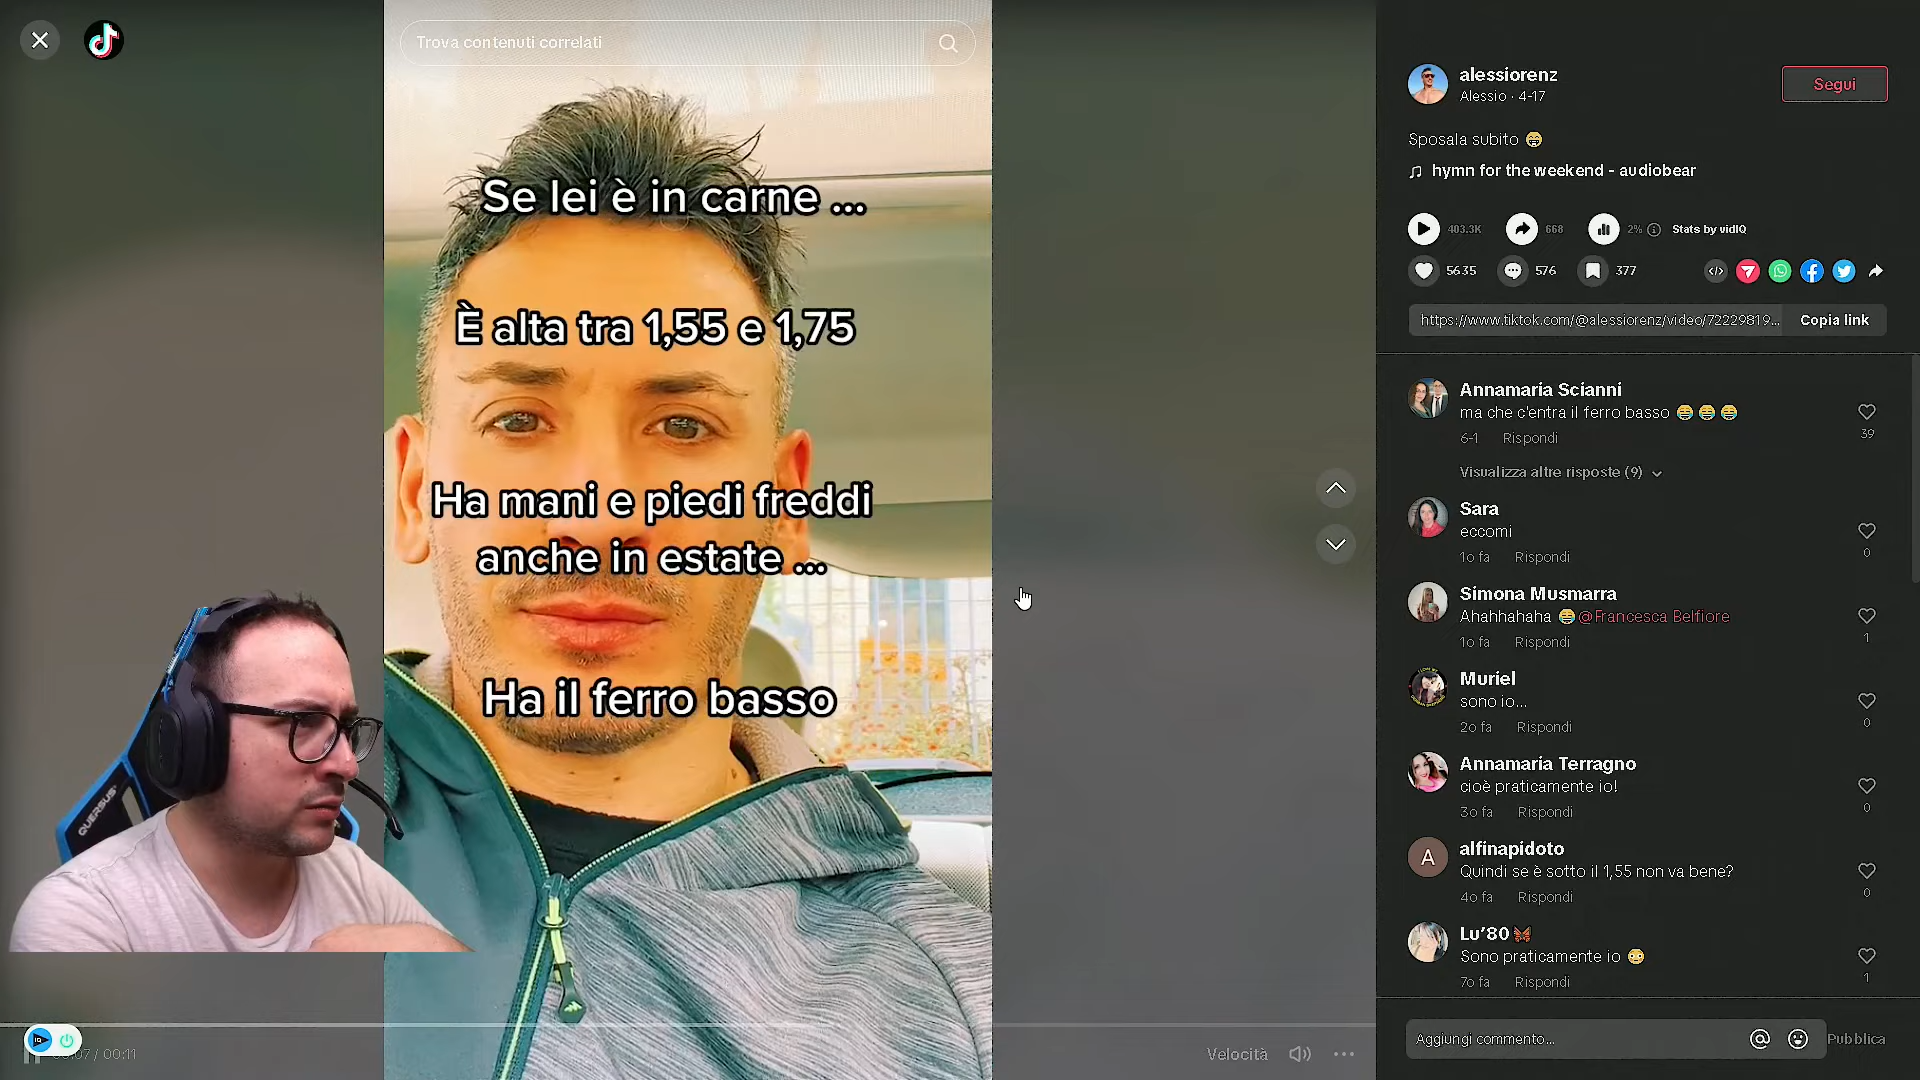 Trova contenuti correlati
Se lei è in carne ...
È alta tra 1,55 e 1,75
Ha mani e piedi freddi
anche in estate ...
Ha il ferro basso
QUERSUS
/ 00:11
Velocità
alessiorenz
Alessio · 4-17
Segui
Sposala subito 😁
hymn for the weekend - audiobear
403.3K
668
2%
Stats by vidIQ
5635
576
377
https://www.tiktok.com/@alessiorenz/video/72229819...
Copia link
Annamaria Scianni
ma che c'entra il ferro basso 😂😂😂
39
6-1 Rispondi
Visualizza altre risposte (9)
Sara
eccomi
0
1o fa Rispondi
Simona Musmarra
Ahahhahaha 😂@Francesca Belfiore
1
1o fa Rispondi
Muriel
sono io...
0
2o fa Rispondi
Annamaria Terragno
cioè praticamente io!
0
3o fa Rispondi
A
alfinapidoto
Quindi se è sotto il 1,55 non va bene?
0
4o fa Rispondi
Lu’80🦋
Sono praticamente io 😳
1
7o fa Rispondi
Aggiungi commento...
Pubblica